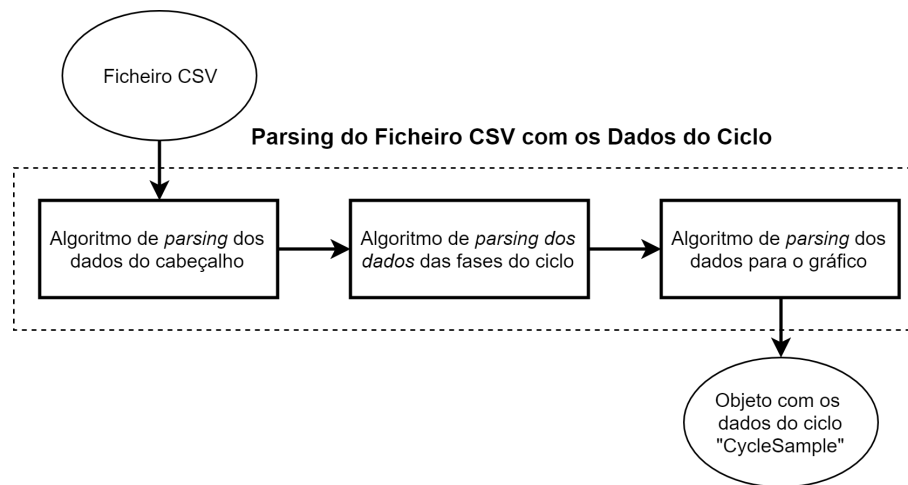 Ficheiro CSV
Parsing do Ficheiro CSV com os Dados do Ciclo
Algoritmo de parsing dos
dados do cabeçalho
Algoritmo de parsing dos
dados das fases do ciclo
Algoritmo de parsing dos
dados para o gráfico
Objeto com os
dados do ciclo
"CycleSample"